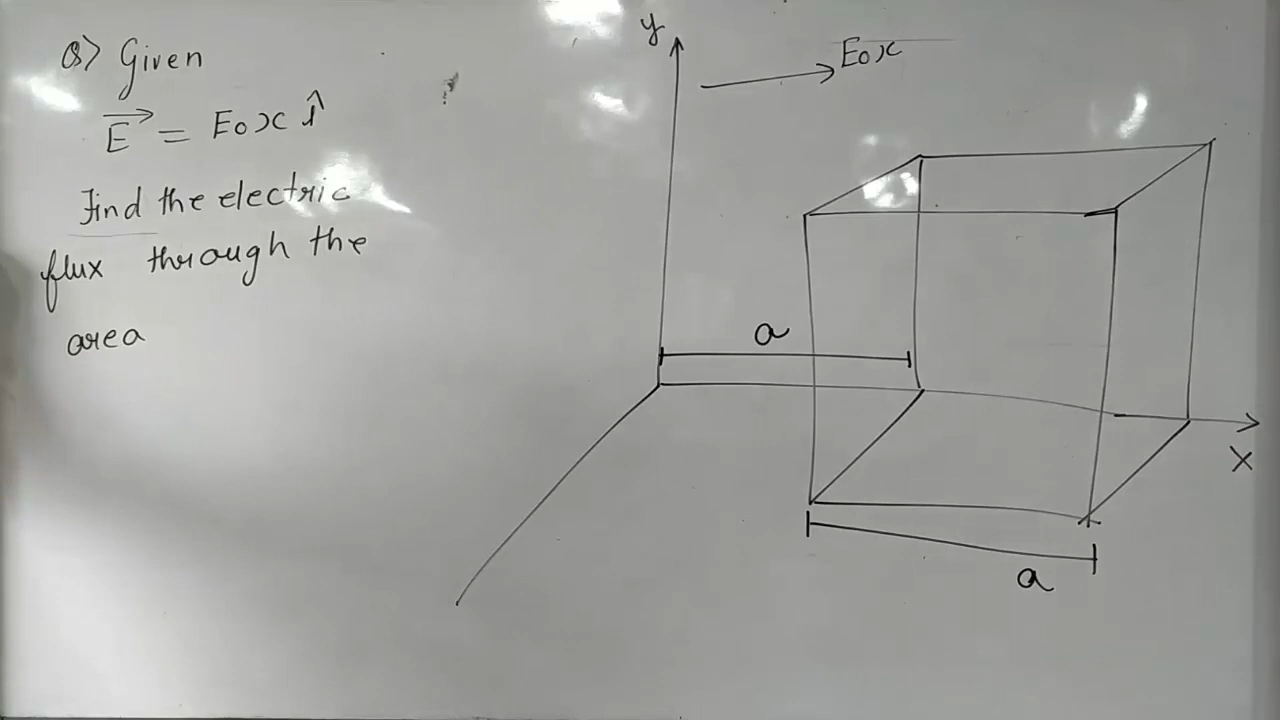 Q) Given
E⃗ = E₀x î
Find the electric
flux through the
area
y
E₀x
a
x
a